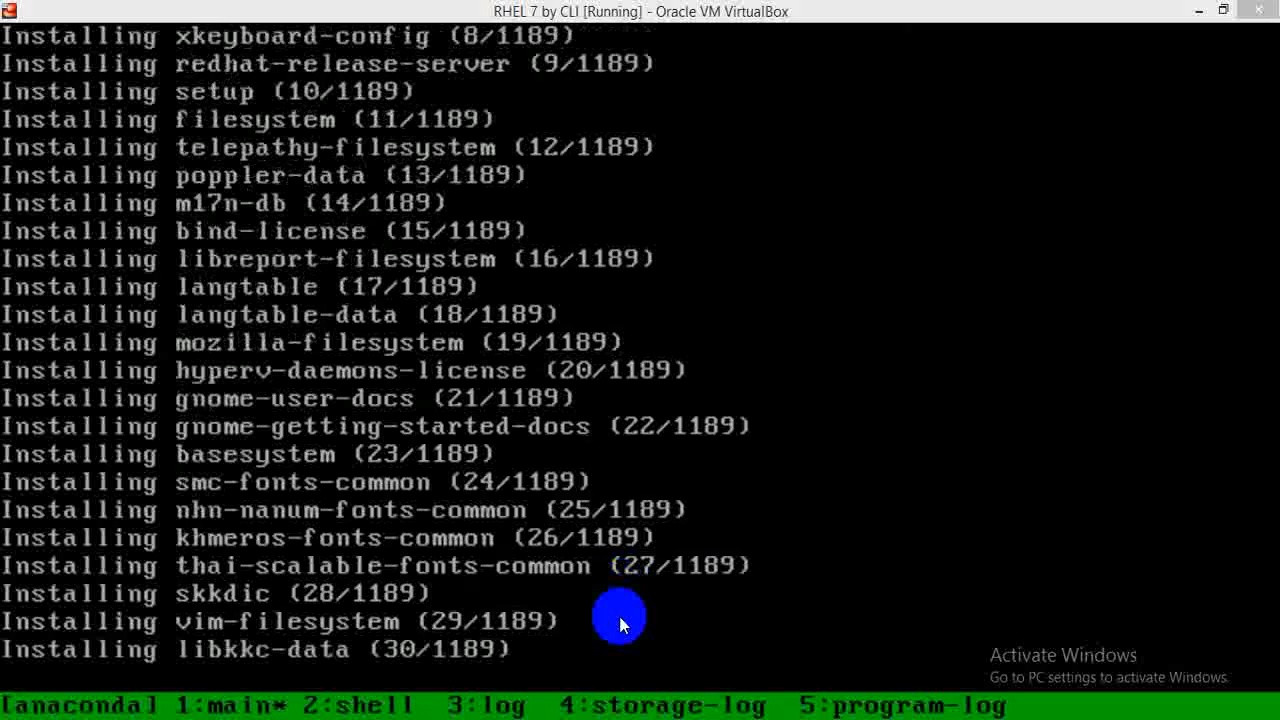 RHEL 7 by CLI [Running] - Oracle VM VirtualBox
Installing xkeyboard-config (8/1189)
Installing redhat-release-server (9/1189)
Installing setup (10/1189)
Installing filesystem (11/1189)
Installing telepathy-filesystem (12/1189)
Installing poppler-data (13/1189)
Installing m17n-db (14/1189)
Installing bind-license (15/1189)
Installing libreport-filesystem (16/1189)
Installing langtable (17/1189)
Installing langtable-data (18/1189)
Installing mozilla-filesystem (19/1189)
Installing hyperv-daemons-license (20/1189)
Installing gnome-user-docs (21/1189)
Installing gnome-getting-started-docs (22/1189)
Installing basesystem (23/1189)
Installing smc-fonts-common (24/1189)
Installing nhn-nanum-fonts-common (25/1189)
Installing khmeros-fonts-common (26/1189)
Installing thai-scalable-fonts-common (27/1189)
Installing skkdic (28/1189)
Installing vim-filesystem (29/1189)
Installing libkkc-data (30/1189)
Activate Windows
Go to PC settings to activate Windows.
[anaconda] 1:main* 2:shell  3:log  4:storage-log  5:program-log